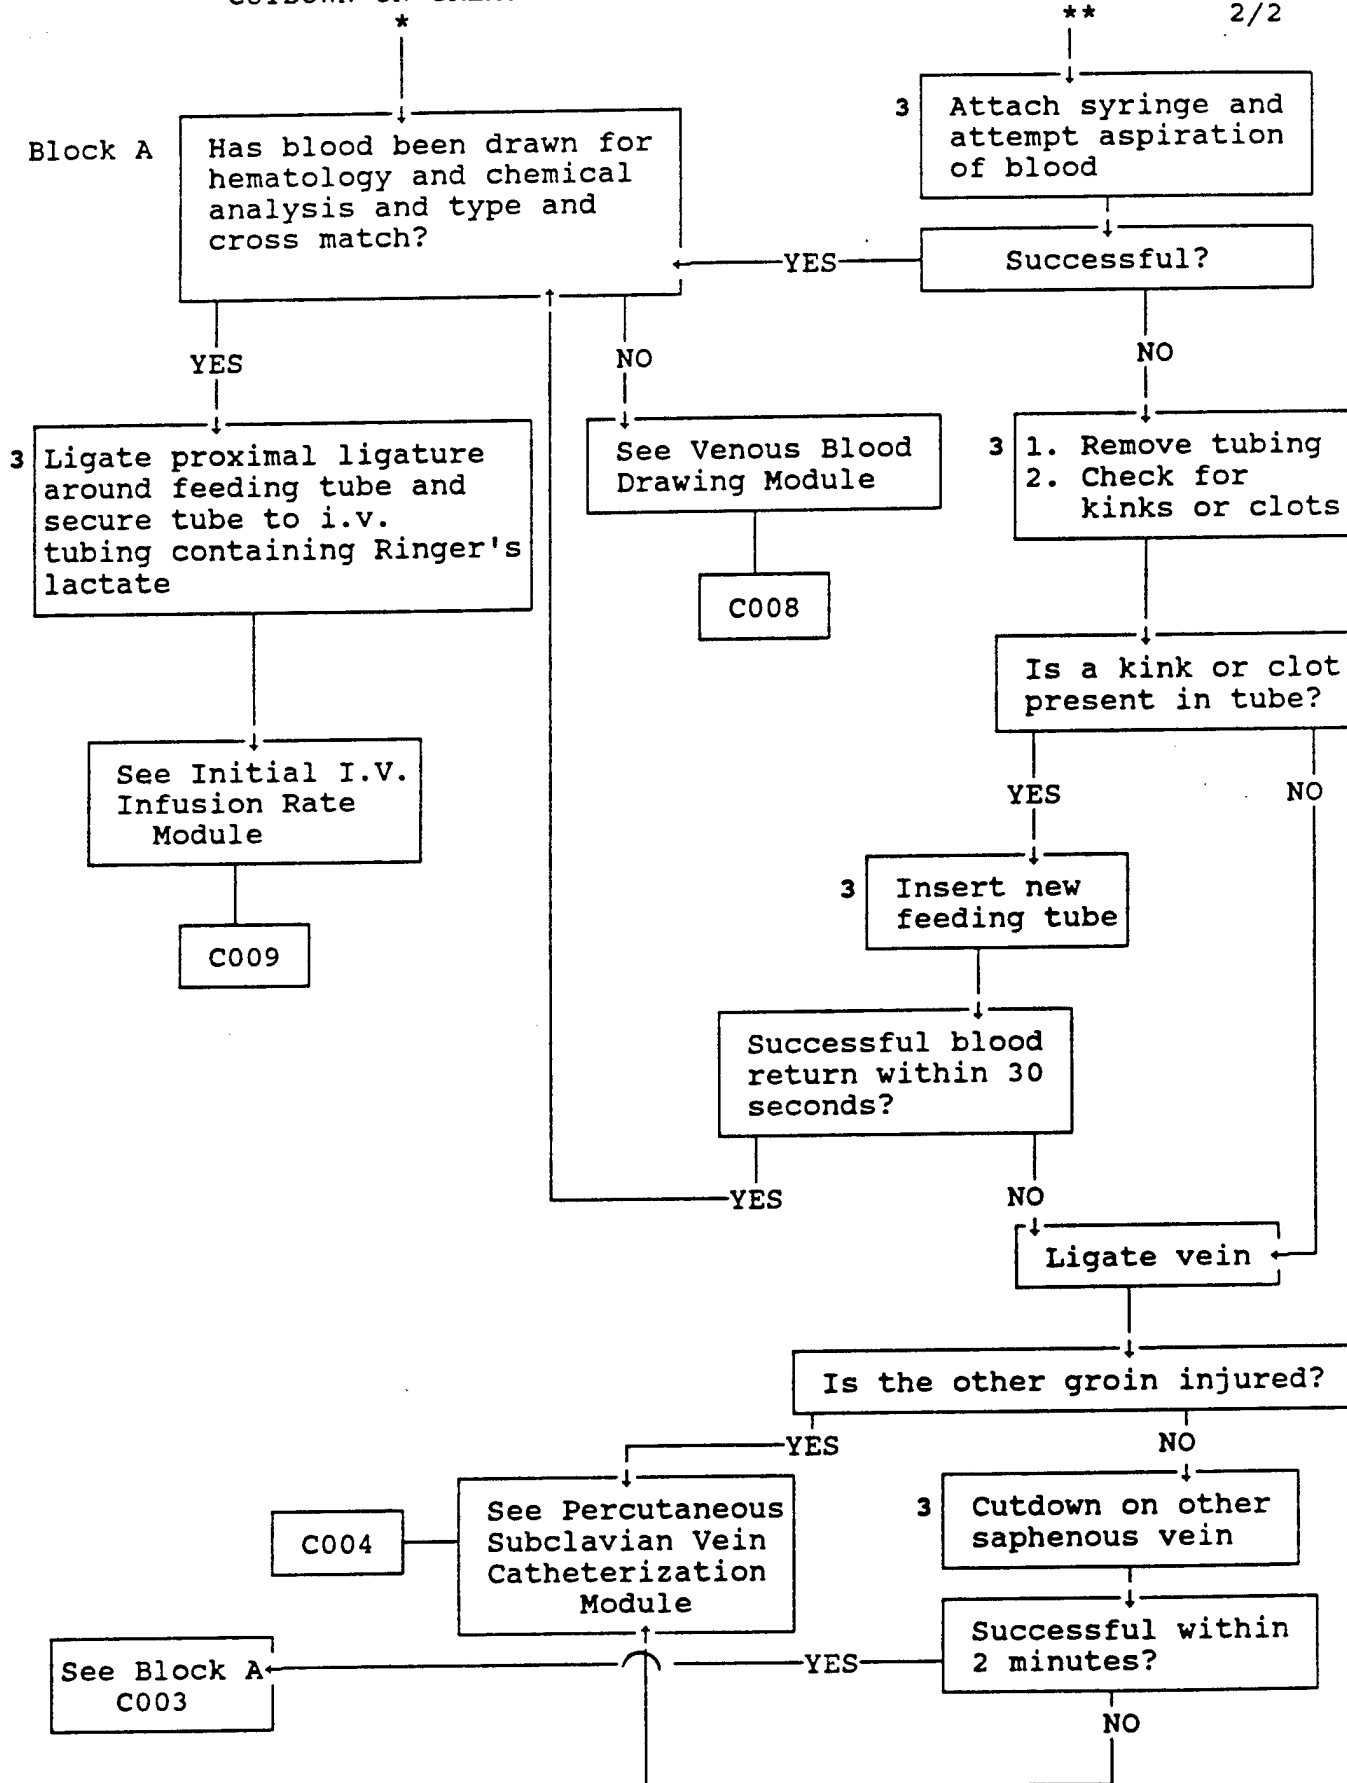 *
**
2/2
Block A
Has blood been drawn for
hematology and chemical
analysis and type and
cross match?
3
Attach syringe and
attempt aspiration
of blood
YES
Successful?
YES
NO
NO
3
Ligate proximal ligature
around feeding tube and
secure tube to i.v.
tubing containing Ringer's
lactate
See Venous Blood
Drawing Module
C008
3
1. Remove tubing
2. Check for
kinks or clots
Is a kink or clot
present in tube?
See Initial I.V.
Infusion Rate
Module
C009
YES
NO
3
Insert new
feeding tube
Successful blood
return within 30
seconds?
YES
NO
Ligate vein
Is the other groin injured?
YES
NO
C004
See Percutaneous
Subclavian Vein
Catheterization
Module
3
Cutdown on other
saphenous vein
Successful within
2 minutes?
YES
See Block A
C003
NO